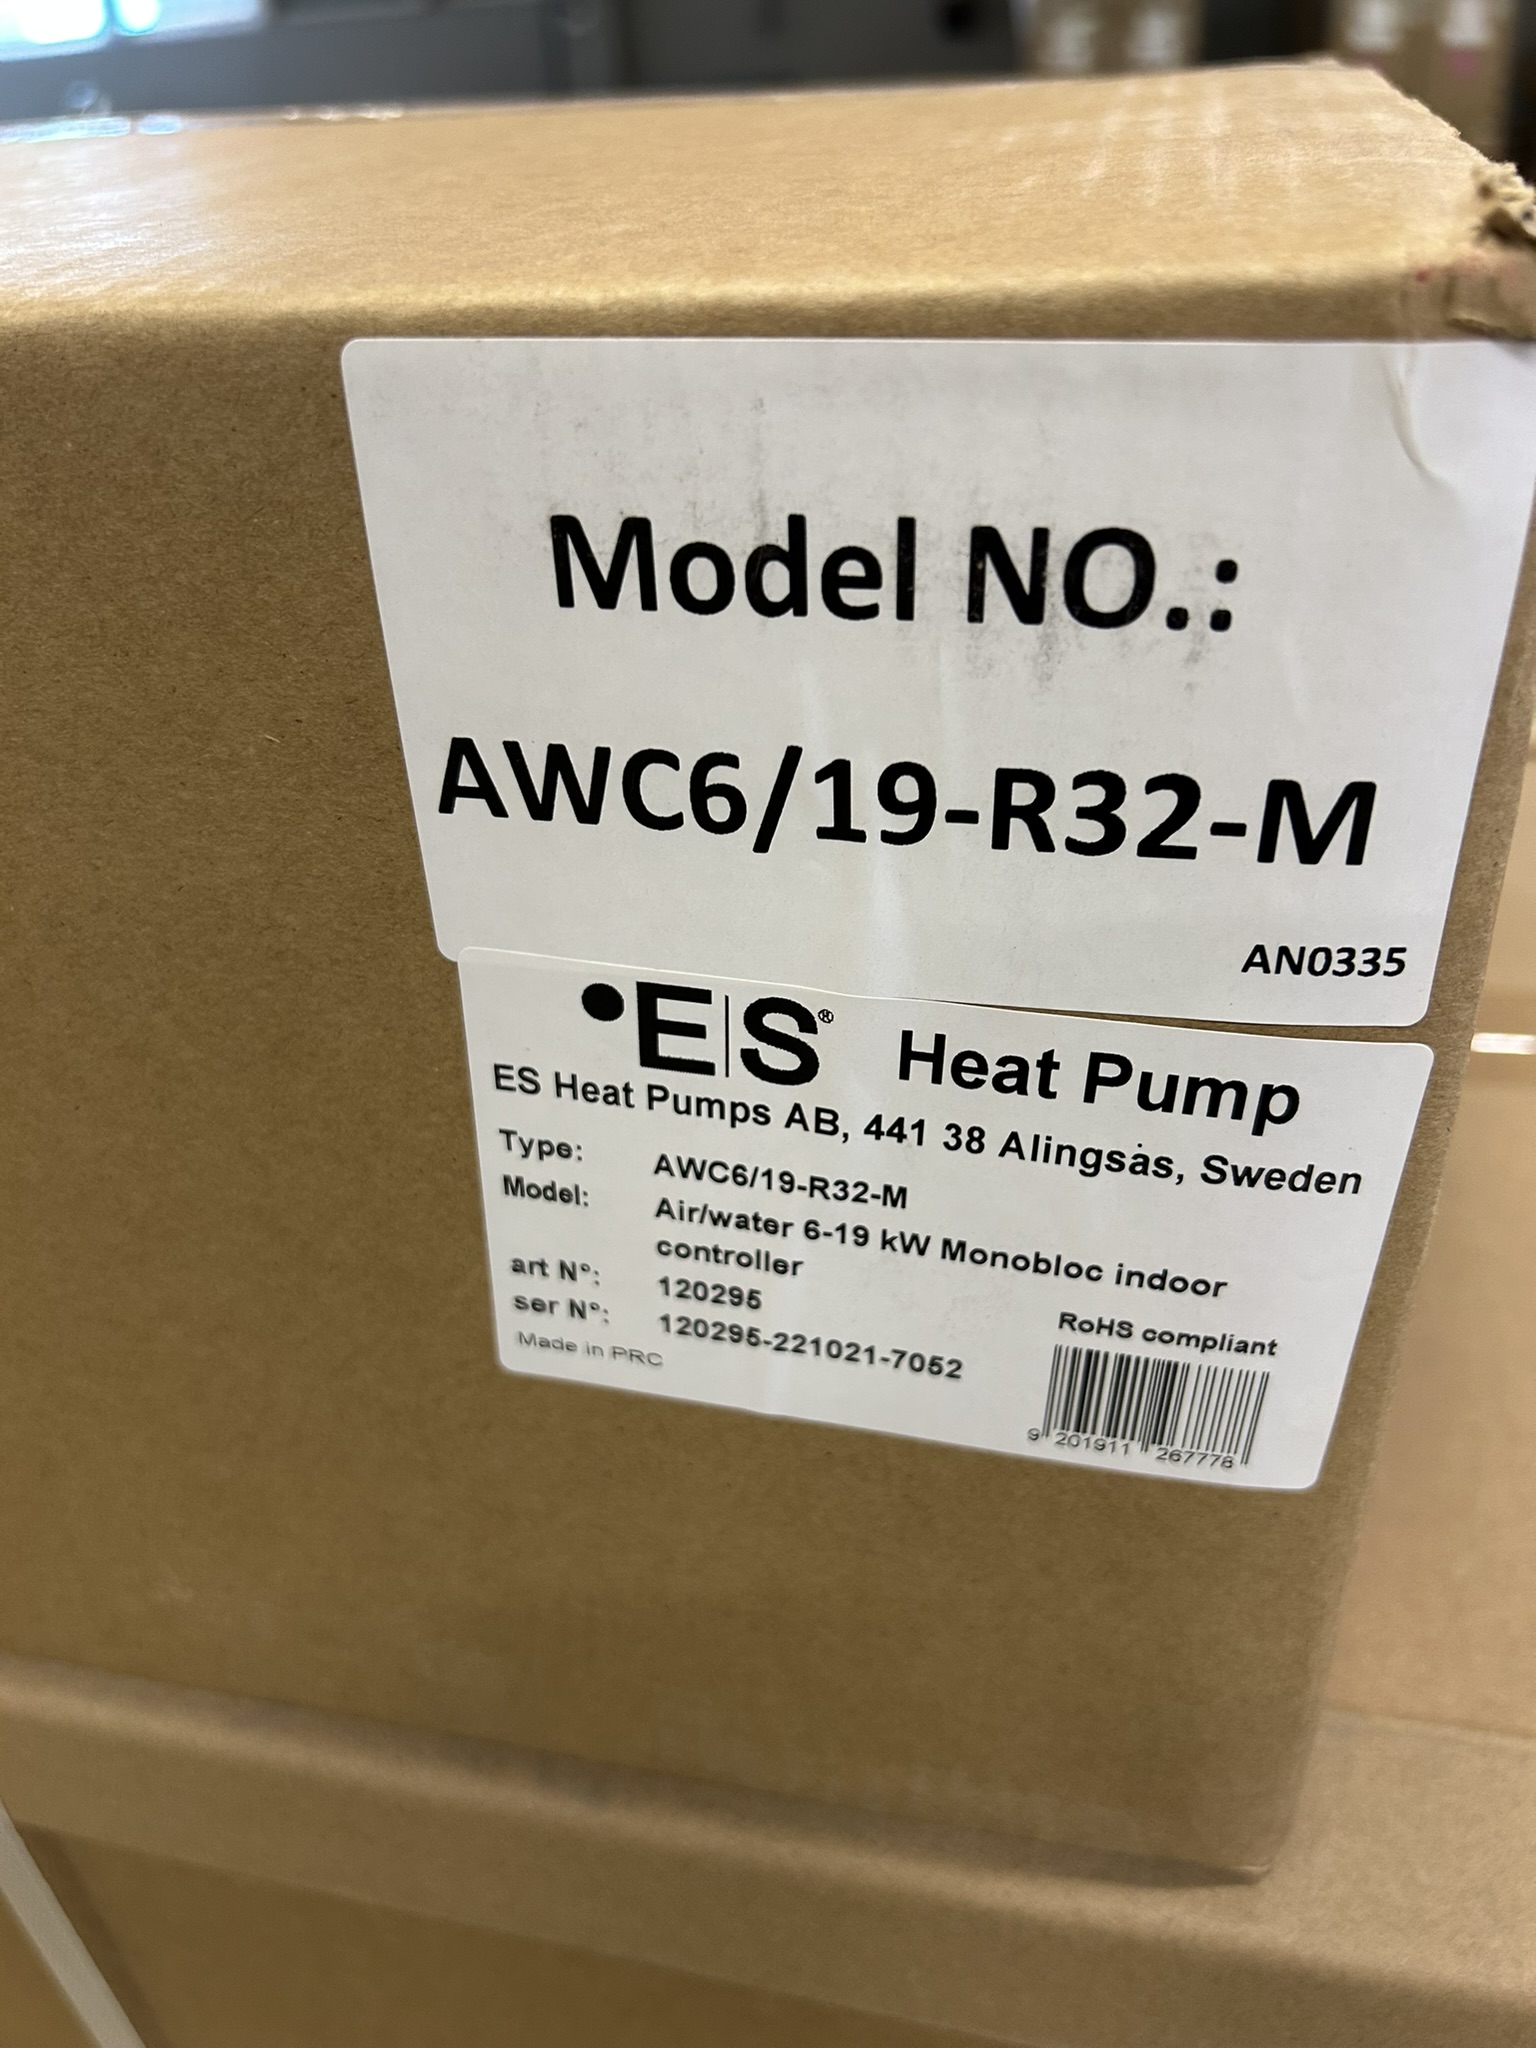 Model NO.:
AWC6/19-R32-M
AN0335
•E|S® Heat Pump
ES Heat Pumps AB, 441 38 Alingsås, Sweden
Type: AWC6/19-R32-M
Model: Air/water 6-19 kW Monobloc indoor
controller
art N°: 120295
ser N°: 120295-221021-7052
Made in PRC
RoHS compliant
9 201911 267778